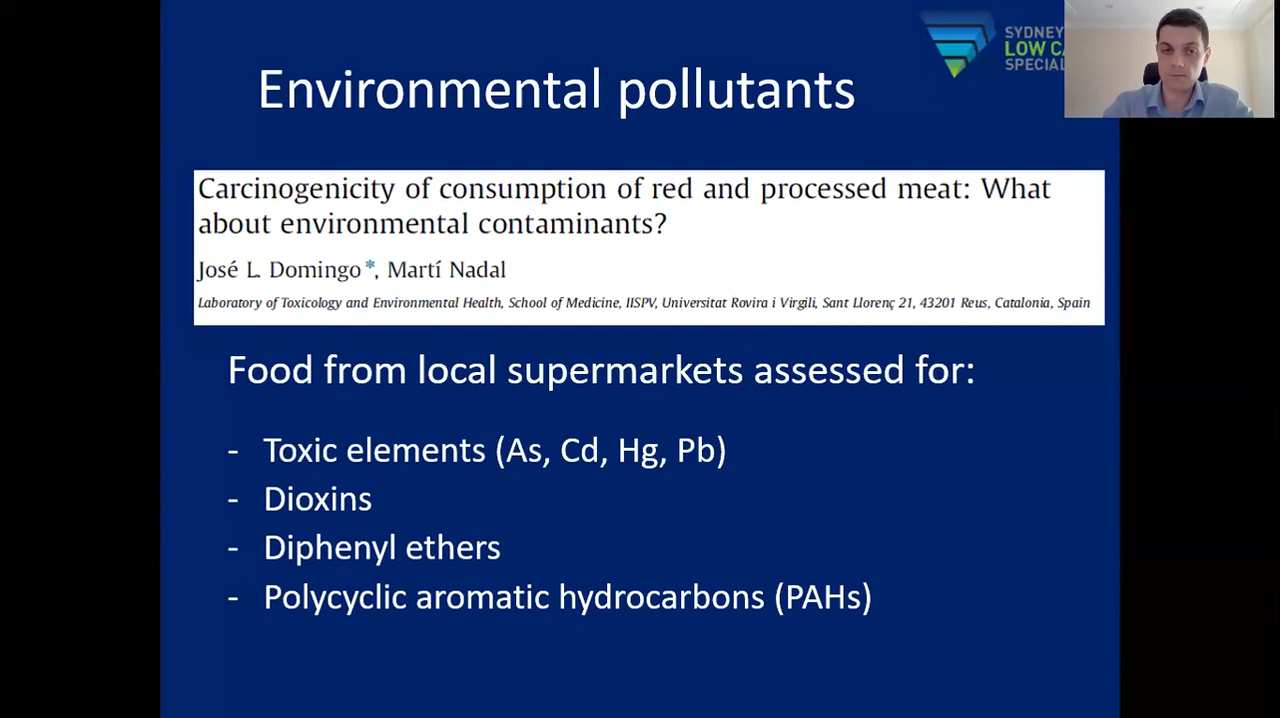 Environmental pollutants
SYDNEY
LOW
SPECIAL
Carcinogenicity of consumption of red and processed meat: What
about environmental contaminants?
José L. Domingo *, Martí Nadal
Laboratory of Toxicology and Environmental Health, School of Medicine, IISPV, Universitat Rovira i Virgili, Sant Llorenç 21, 43201 Reus, Catalonia, Spain
Food from local supermarkets assessed for:
- Toxic elements (As, Cd, Hg, Pb)
- Dioxins
- Diphenyl ethers
- Polycyclic aromatic hydrocarbons (PAHs)